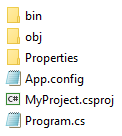 bin
obj
Properties
App.config
C# MyProject.csproj
Program.cs